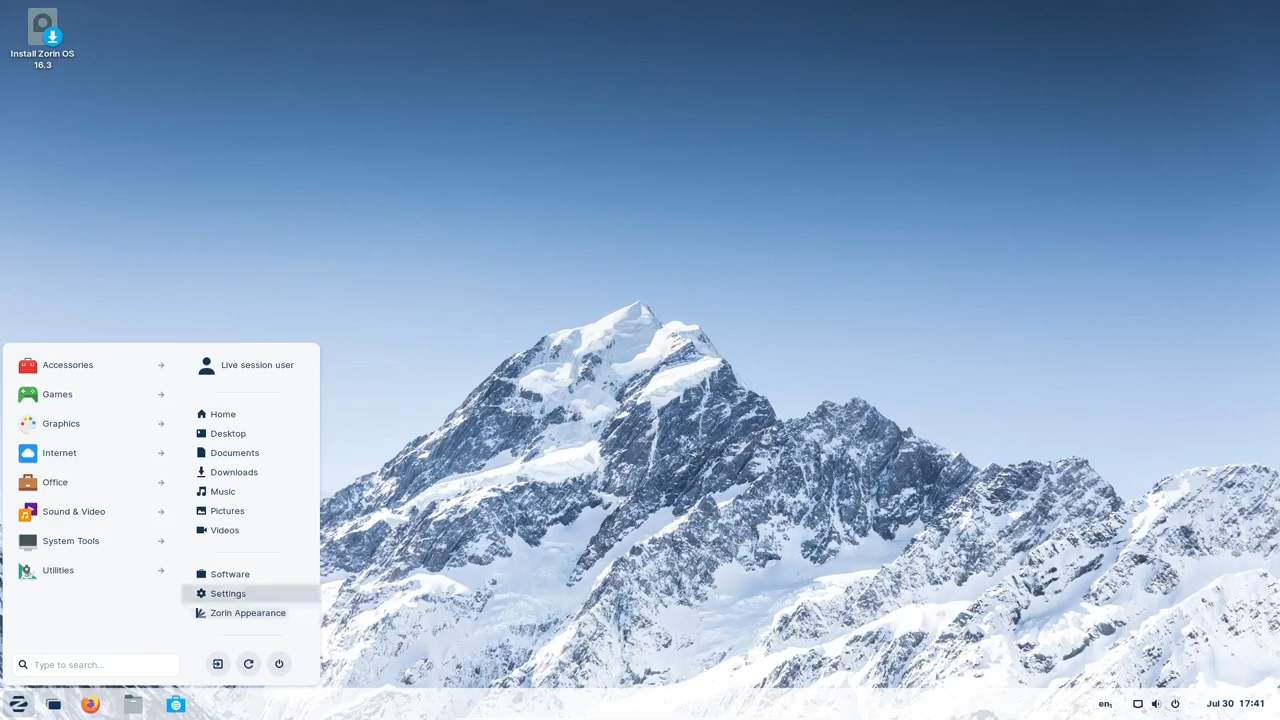 Install Zorin OS
16.3
Accessories
Games
Graphics
Internet
Office
Sound & Video
System Tools
Utilities
Type to search...
Live session user
Home
Desktop
Documents
Downloads
Music
Pictures
Videos
Software
Settings
Zorin Appearance
en₁
Jul 30 17:41